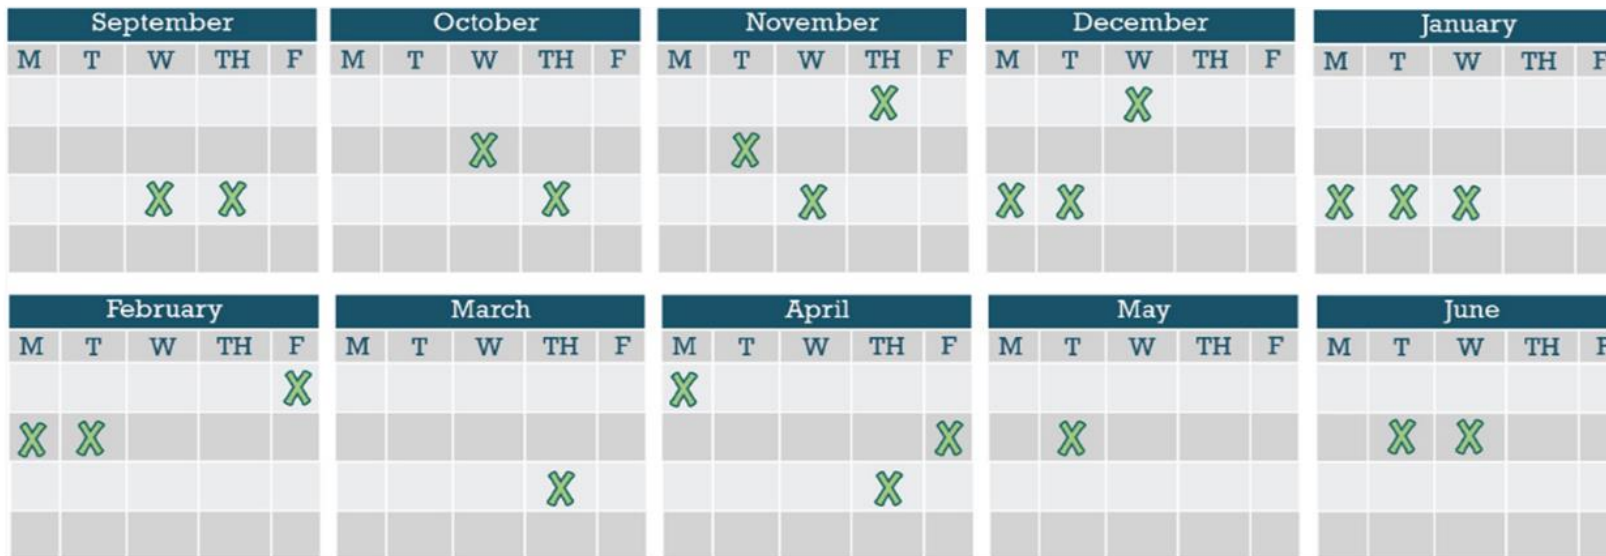 September October November December January
M T W TH F M T W TH F M T W TH F M T W TH F M T W TH F
X
X
X
X
X
X X
X
X
X X
X X X
February March April May June
M T W TH F M T W TH F M T W TH F M T W TH F M T W TH F
X
X
X X
X
X
X X
X
X